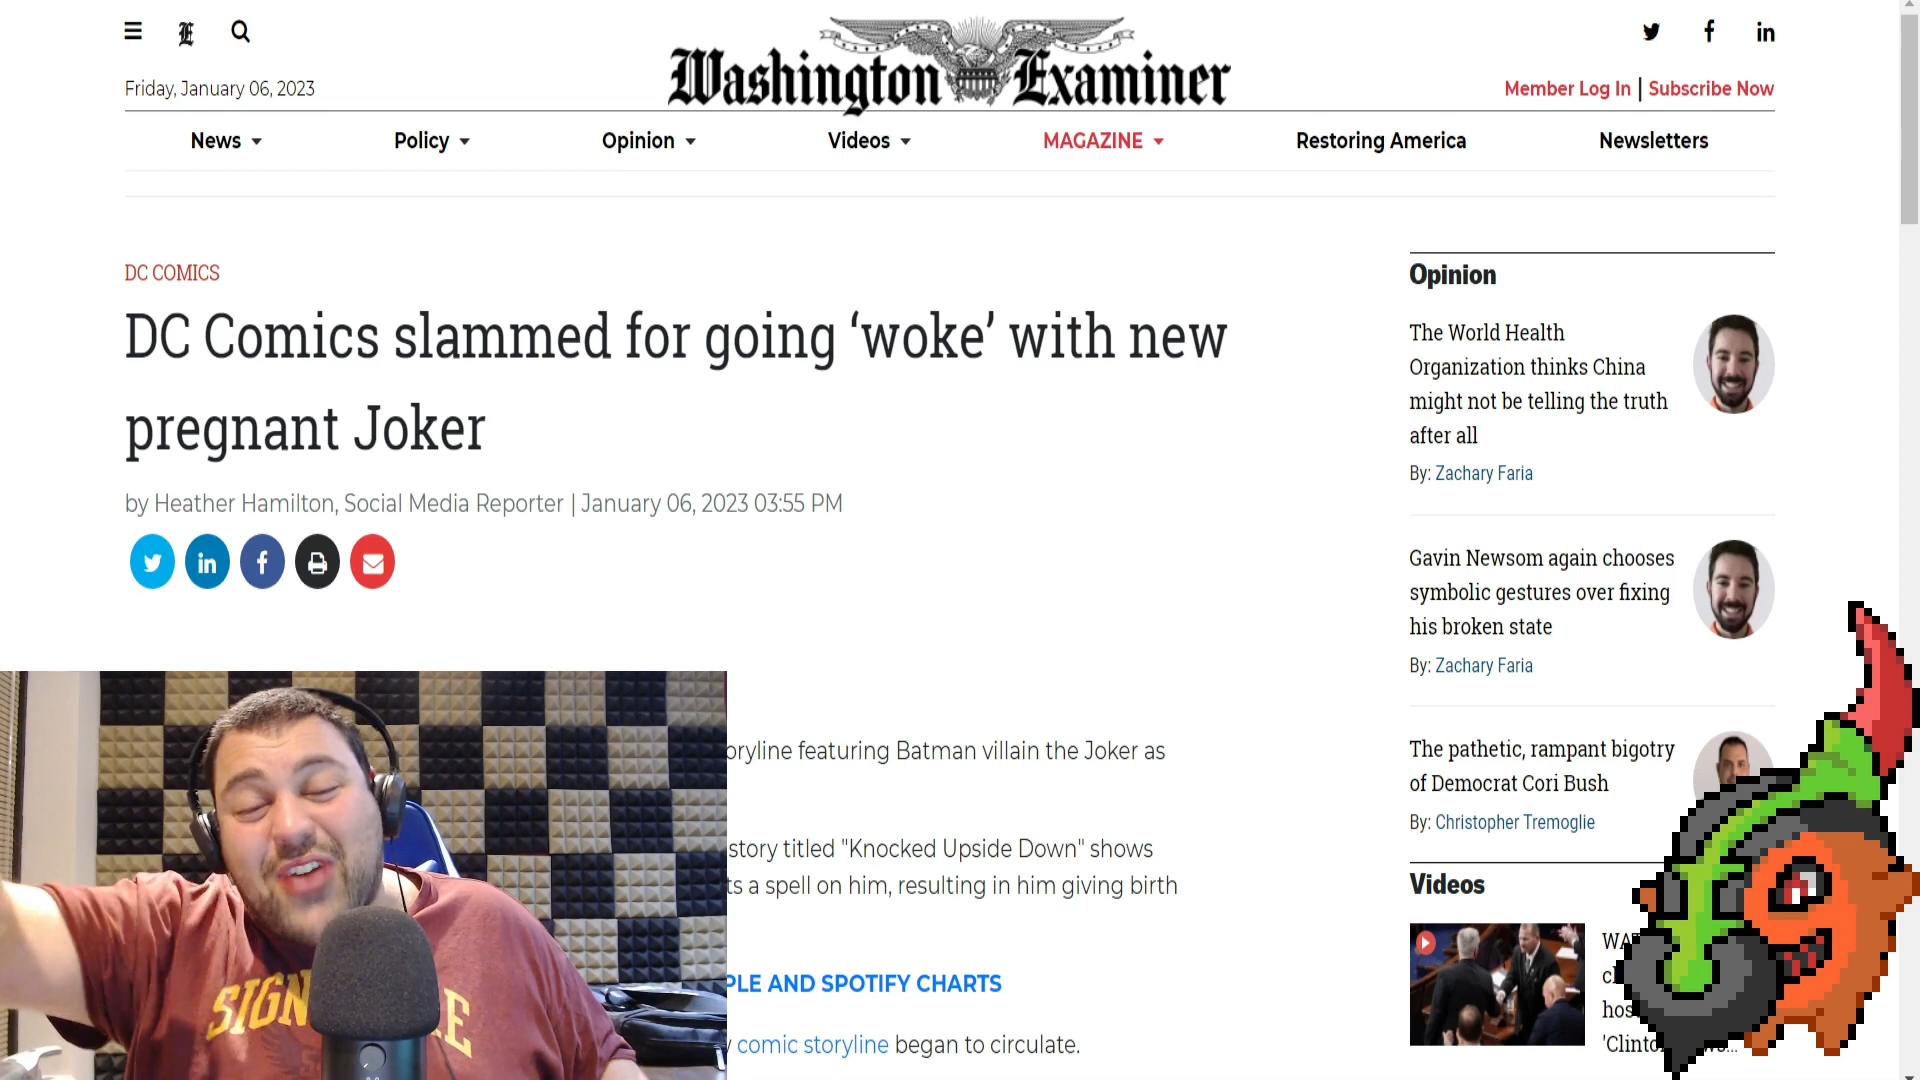 Friday, January 06, 2023
Washington Examiner
Member Log In | Subscribe Now
News
Policy
Opinion
Videos
MAGAZINE
Restoring America
Newsletters
DC COMICS
DC Comics slammed for going ‘woke’ with new
pregnant Joker
by Heather Hamilton, Social Media Reporter | January 06, 2023 03:55 PM
in
f
featuring Batman villain the Joker as
story titled "Knocked Upside Down" shows
a spell on him, resulting in him giving birth
AND SPOTIFY CHARTS
comic storyline began to circulate.
Opinion
The World Health
Organization thinks China
might not be telling the truth
after all
By: Zachary Faria
Gavin Newsom again chooses
symbolic gestures over fixing
his broken state
By: Zachary Faria
The pathetic, rampant bigotry
of Democrat Cori Bush
By: Christopher Tremoglie
Videos